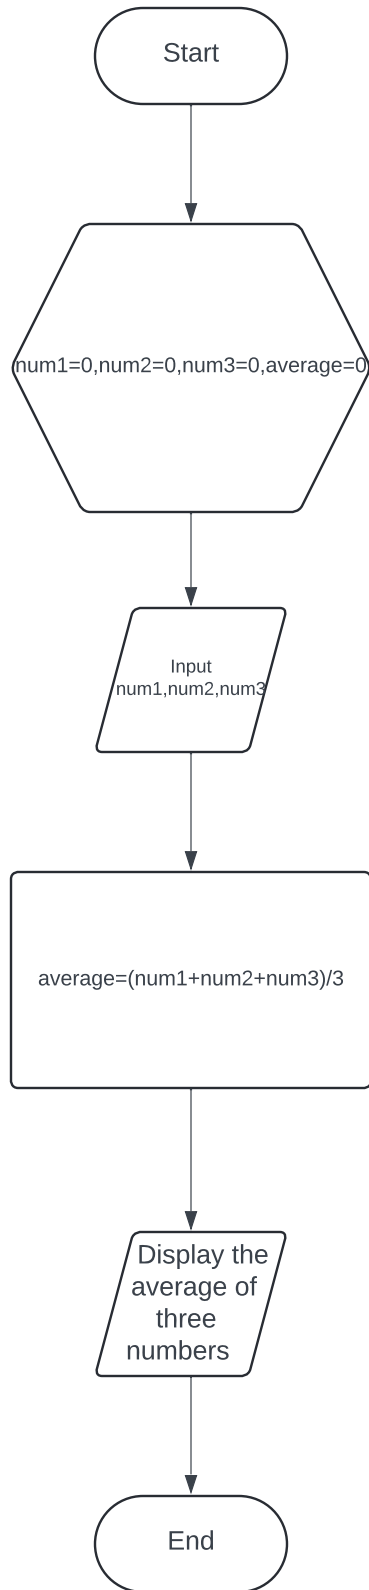 Start
num1=0,num2=0,num3=0,average=0
Input
num1,num2,num3
average=(num1+num2+num3)/3
Display the
average of
three
numbers
End